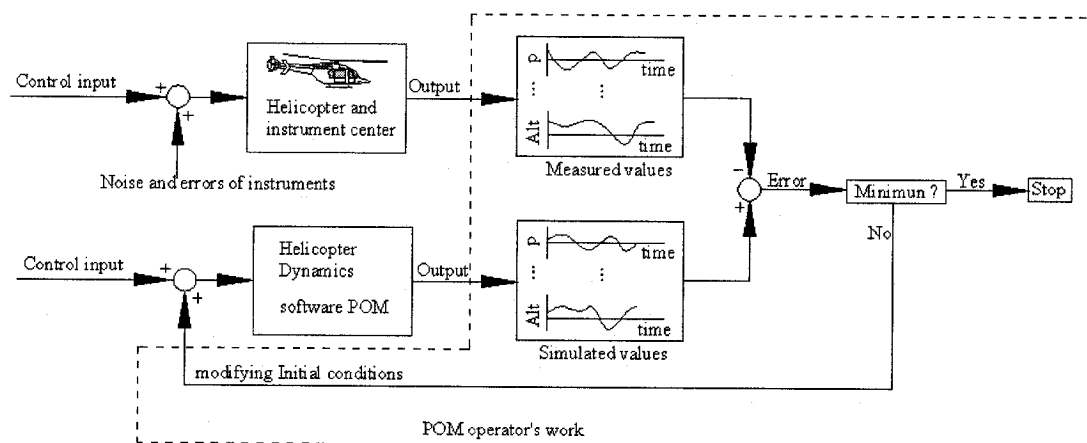 Control input
+
+
Noise and errors of instruments
Helicopter and
instrument center
Output
p
time
...
...
Alt
time
Measured values
Control input
+
+
Helicopter
Dynamics
software POM
Output
p
time
...
...
Alt
time
Simulated values
-
+
Error
Minimun ?
Yes
Stop
No
modifying Initial conditions
POM operator's work